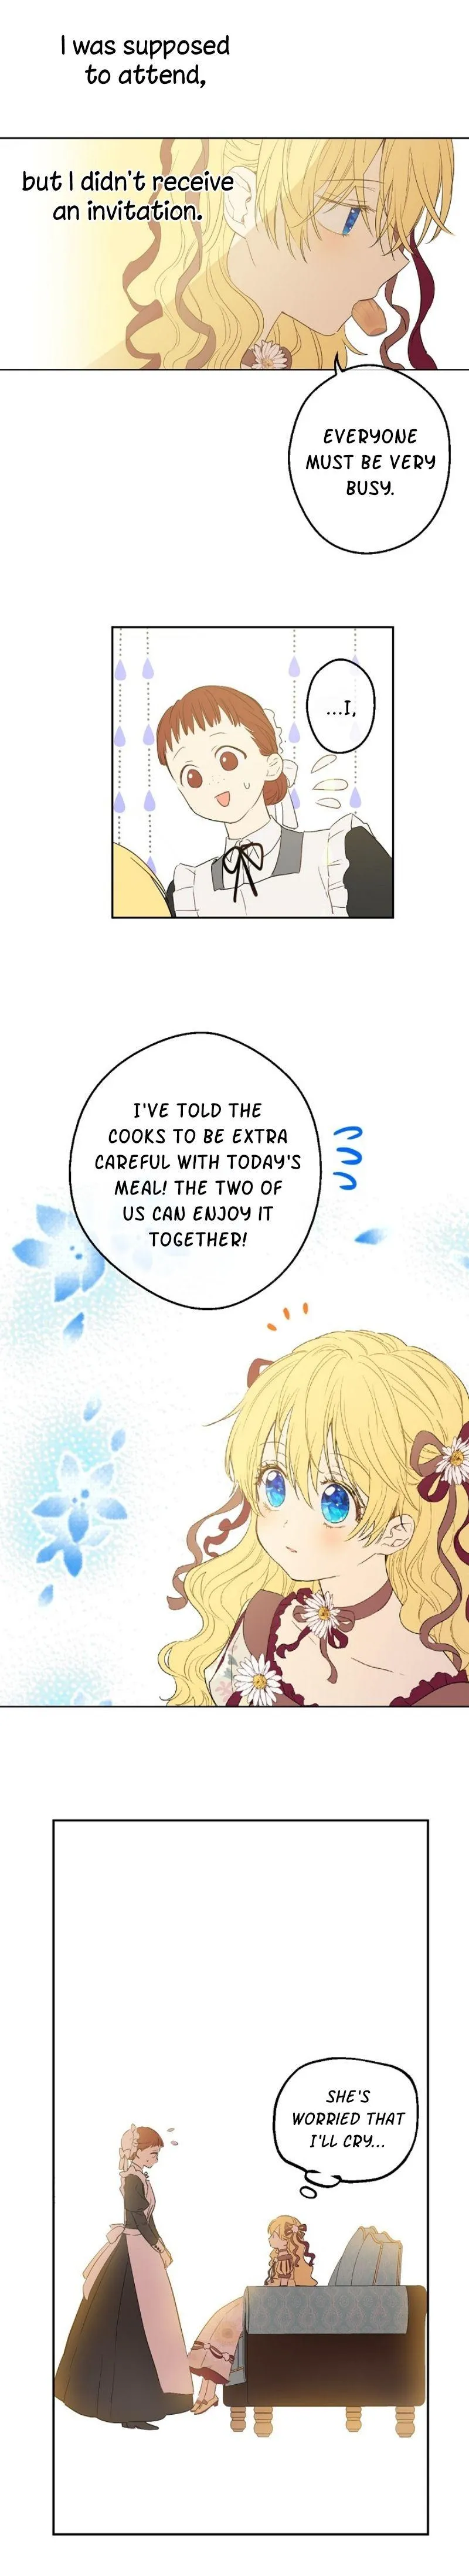 I was supposed
to attend,
but I didn't receive
an invitation.
EVERYONE
MUST BE VERY
BUSY.
...I,
I'VE TOLD THE
COOKS TO BE EXTRA
CAREFUL WITH TODAY'S
MEAL! THE TWO OF
US CAN ENJOY IT
TOGETHER!
SHE'S
WORRIED THAT
I'LL CRY...